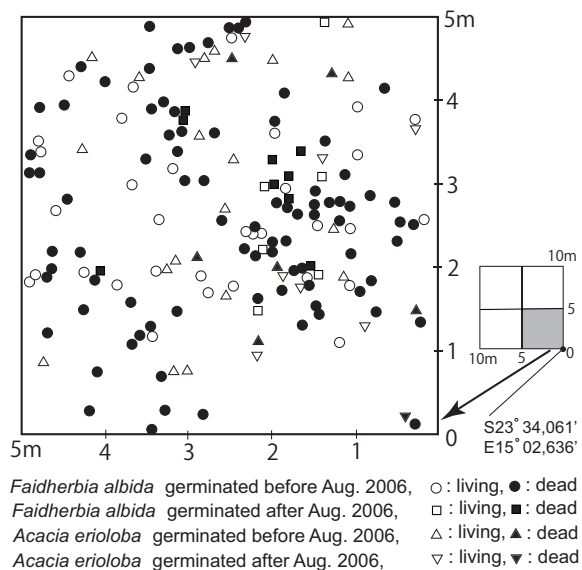 5m
4
3
2
1
0
5m 4 3 2 1
10m
5
10m 5 0
S23° 34,061'
E15° 02,636'
Faidherbia albida germinated before Aug. 2006, ○ : living, ● : dead
Faidherbia albida germinated after Aug. 2006, □ : living, ■ : dead
Acacia erioloba germinated before Aug. 2006, △ : living, ▲ : dead
Acacia erioloba germinated after Aug. 2006, ▽ : living, ▼ : dead